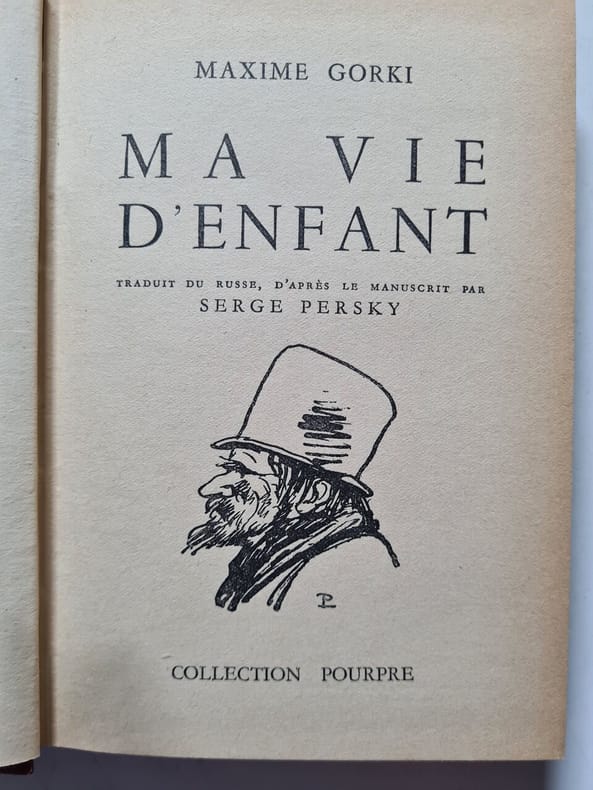 MAXIME GORKI
MA VIE
D'ENFANT
TRADUIT DU RUSSE, D'APRÈS LE MANUSCRIT PAR
SERGE PERSKY
COLLECTION POURPRE